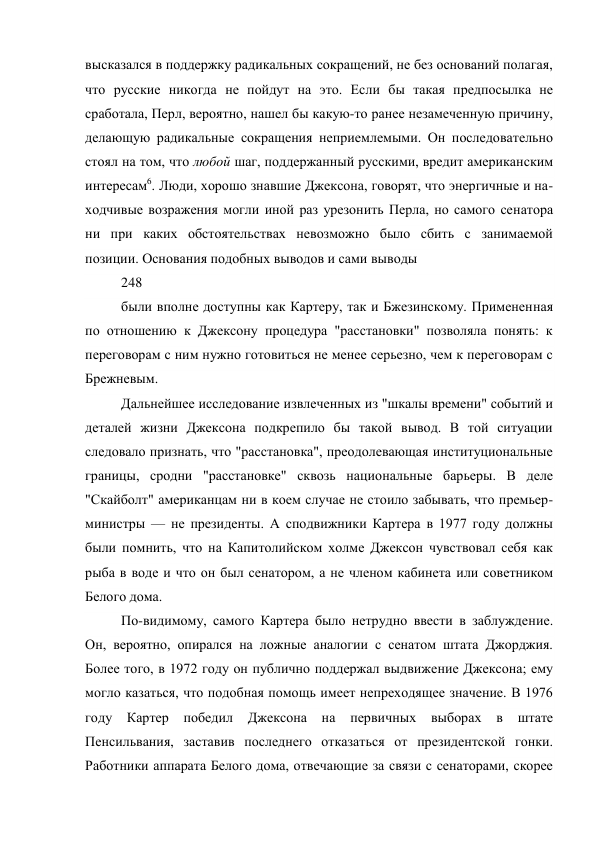 высказался в поддержку радикальных сокращений, не без оснований полагая,
что русские никогда не пойдут на это. Если бы такая предпосылка не
сработала, Перл, вероятно, нашел бы какую-то ранее незамеченную причину,
делающую радикальные сокращения неприемлемыми. Он последовательно
стоял на том, что любой шаг, поддержанный русскими, вредит американским
интересам6. Люди, хорошо знавшие Джексона, говорят, что энергичные и на-
ходчивые возражения могли иной раз урезонить Перла, но самого сенатора
ни при каких обстоятельствах невозможно было сбить с занимаемой
позиции. Основания подобных выводов и сами выводы
248
были вполне доступны как Картеру, так и Бжезинскому. Примененная
по отношению к Джексону процедура "расстановки" позволяла понять: к
переговорам с ним нужно готовиться не менее серьезно, чем к переговорам с
Брежневым.
Дальнейшее исследование извлеченных из "шкалы времени" событий и
деталей жизни Джексона подкрепило бы такой вывод. В той ситуации
следовало признать, что "расстановка", преодолевающая институциональные
границы, сродни "расстановке" сквозь национальные барьеры. В деле
"Скайболт" американцам ни в коем случае не стоило забывать, что премьер-
министры — не президенты. А сподвижники Картера в 1977 году должны
были помнить, что на Капитолийском холме Джексон чувствовал себя как
рыба в воде и что он был сенатором, а не членом кабинета или советником
Белого дома.
По-видимому, самого Картера было нетрудно ввести в заблуждение.
Он, вероятно, опирался на ложные аналогии с сенатом штата Джорджия.
Более того, в 1972 году он публично поддержал выдвижение Джексона; ему
могло казаться, что подобная помощь имеет непреходящее значение. В 1976
году Картер победил Джексона на первичных выборах в штате
Пенсильвания, заставив последнего отказаться от президентской гонки.
Работники аппарата Белого дома, отвечающие за связи с сенаторами, скорее